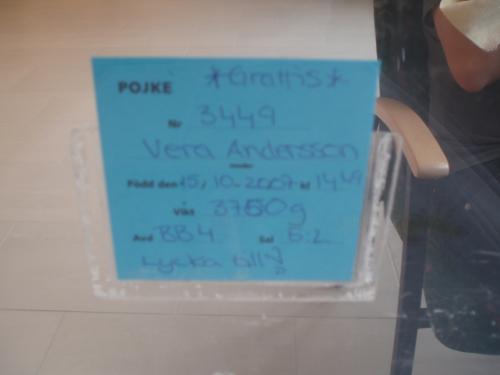 POJKE *Grattis*
Nr 3449
Vera Andersson
Född den 15/10-2007 kl 14.49
Vikt 3760g
Avd BB4 Sal 5:2
Lycka till!